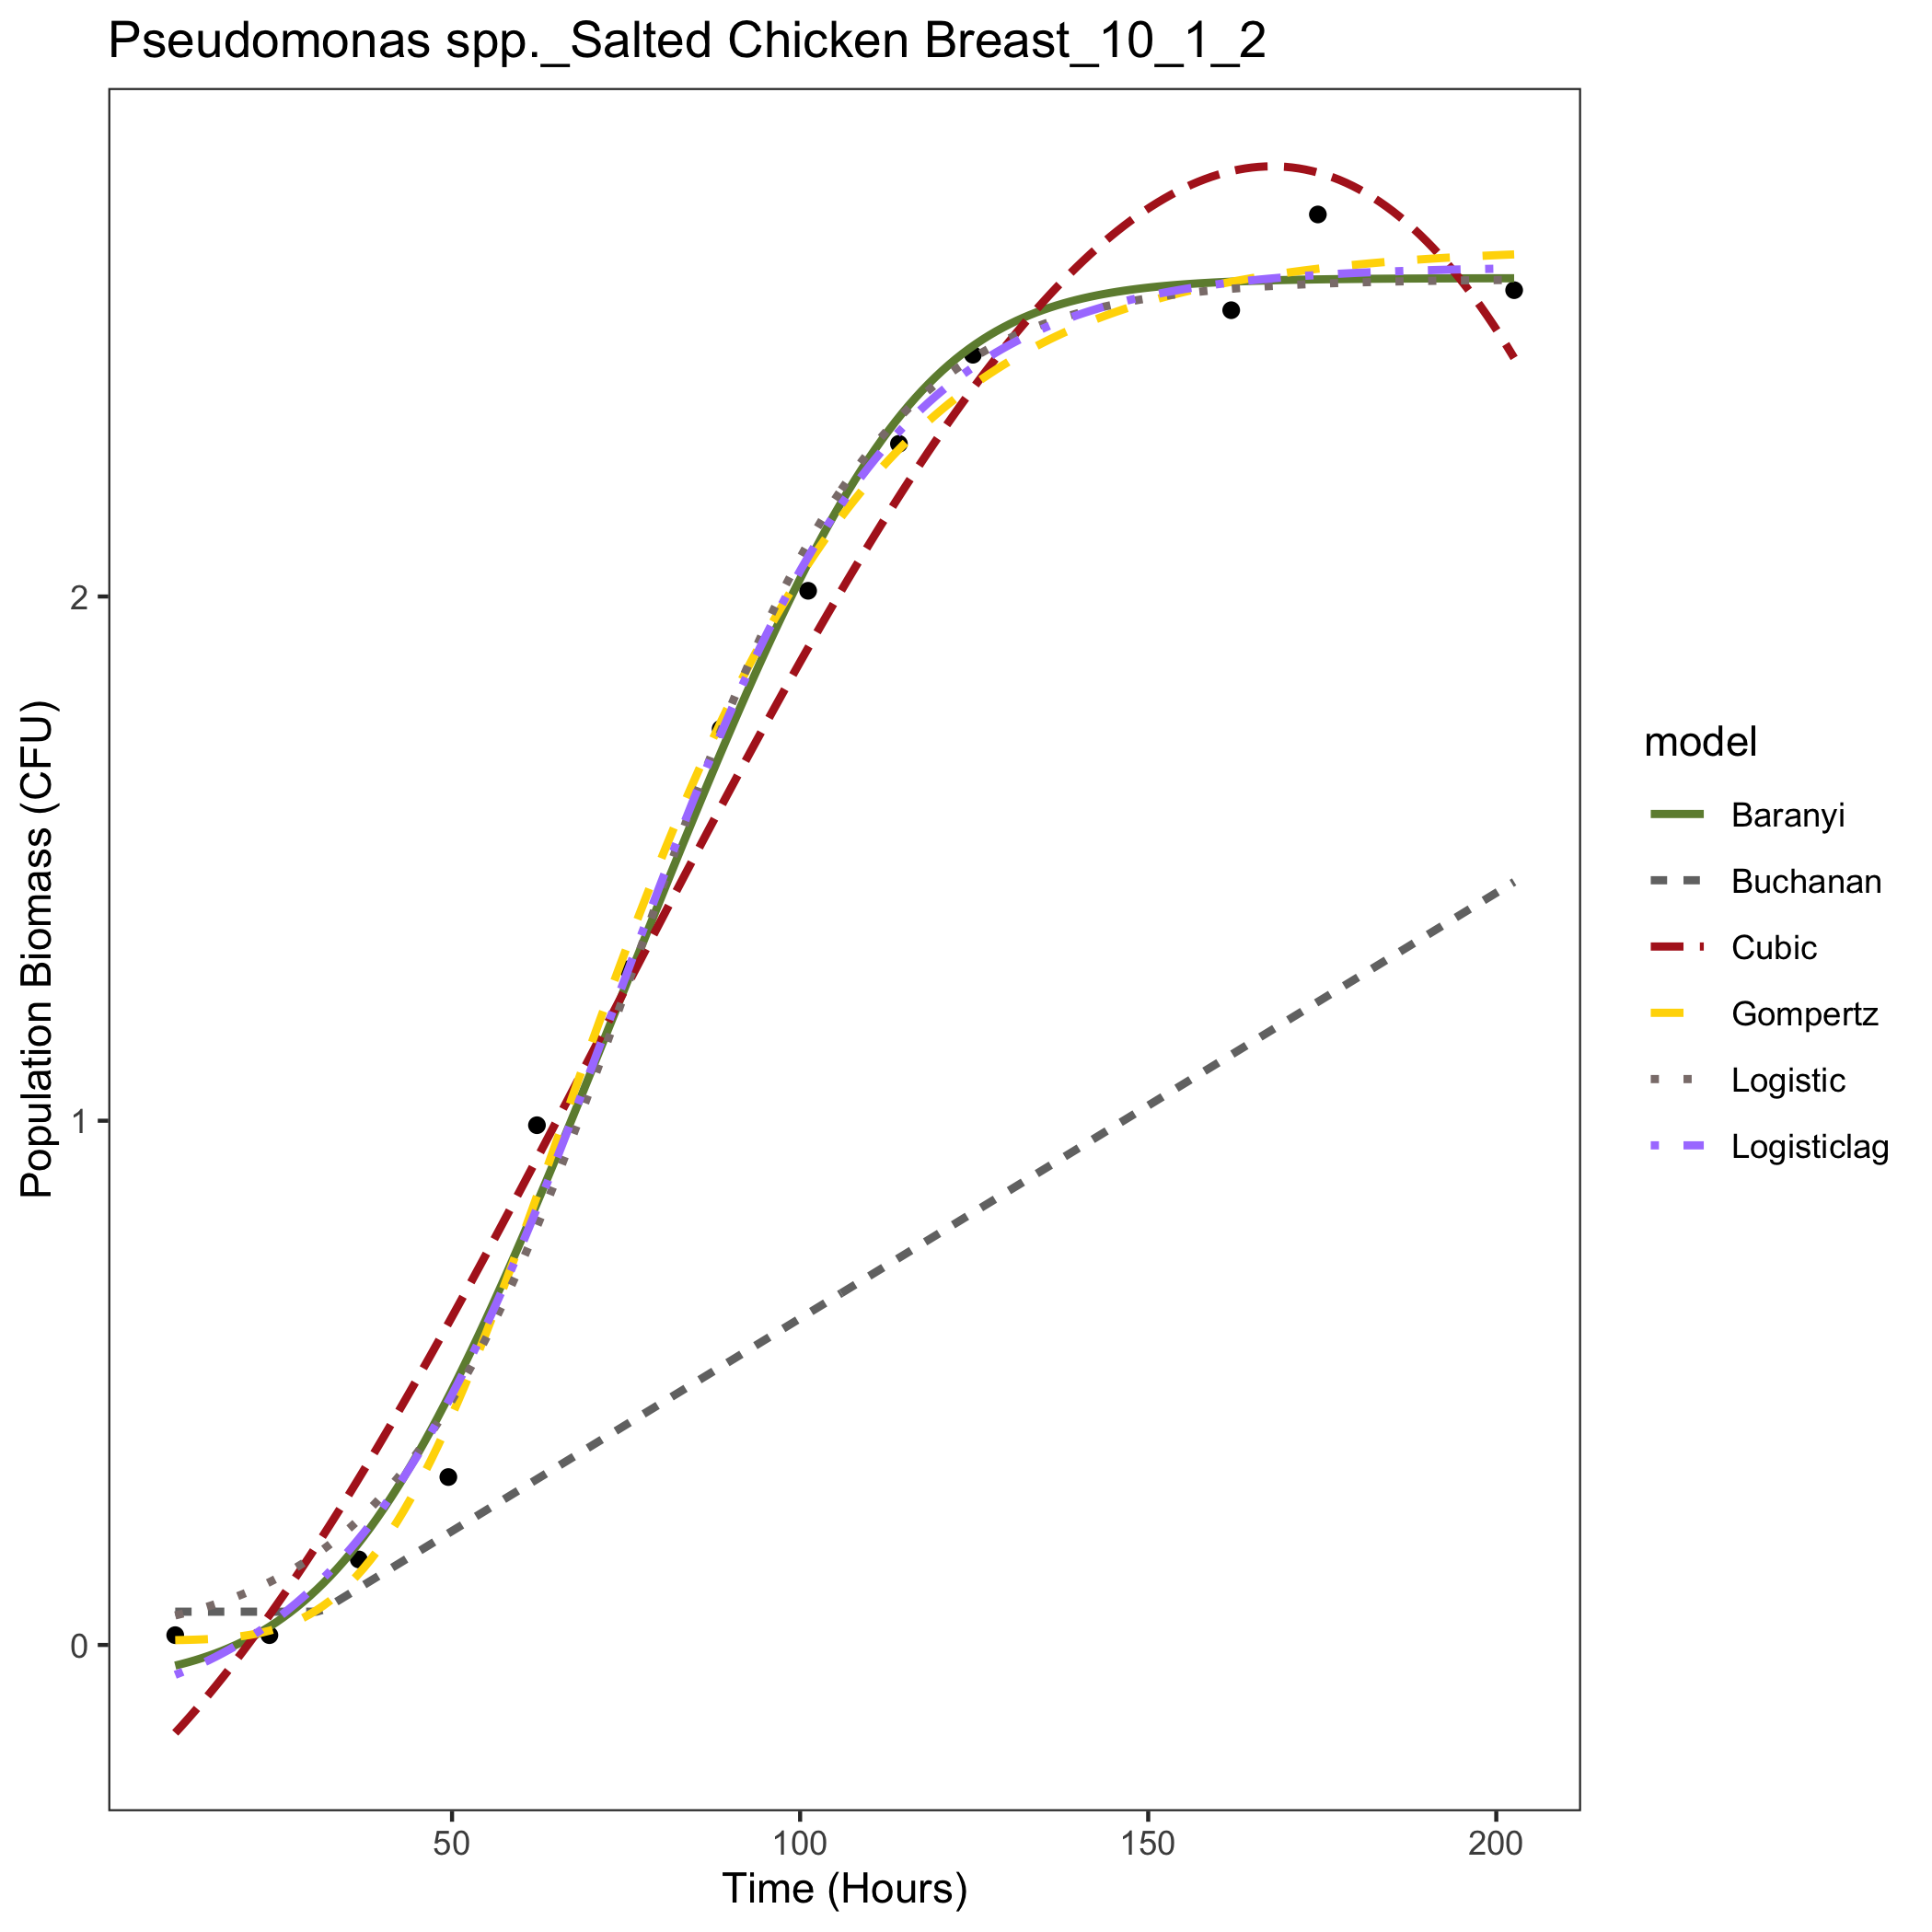 Pseudomonas spp._Salted Chicken Breast_10_1_2
Population Biomass (CFU)
2
1
0
50 100 150 200
Time (Hours)
model
Baranyi
Buchanan
Cubic
Gompertz
Logistic
Logisticlag